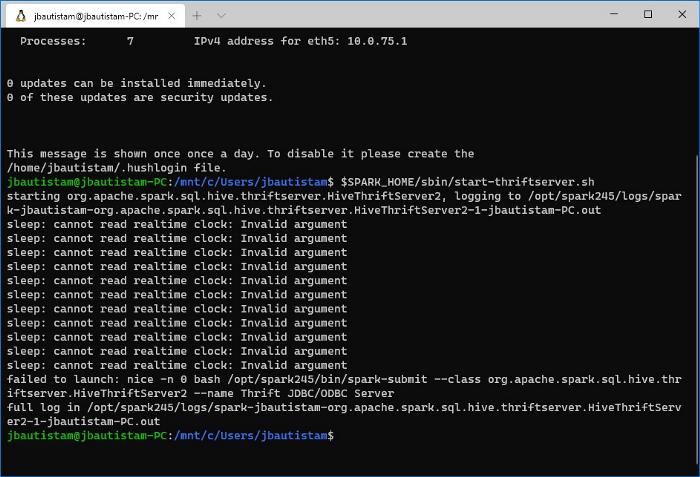 jbautistam@jbautistam-PC: /mr
Processes: 7 IPv4 address for eth5: 10.0.75.1
0 updates can be installed immediately.
0 of these updates are security updates.
This message is shown once once a day. To disable it please create the
/home/jbautistam/.hushlogin file.
jbautistam@jbautistam-PC:/mnt/c/Users/jbautistam$ $SPARK_HOME/sbin/start-thriftserver.sh
starting org.apache.spark.sql.hive.thriftserver.HiveThriftServer2, logging to /opt/spark245/logs/spar
k-jbautistam-org.apache.spark.sql.hive.thriftserver.HiveThriftServer2-1-jbautistam-PC.out
sleep: cannot read realtime clock: Invalid argument
sleep: cannot read realtime clock: Invalid argument
sleep: cannot read realtime clock: Invalid argument
sleep: cannot read realtime clock: Invalid argument
sleep: cannot read realtime clock: Invalid argument
sleep: cannot read realtime clock: Invalid argument
sleep: cannot read realtime clock: Invalid argument
sleep: cannot read realtime clock: Invalid argument
sleep: cannot read realtime clock: Invalid argument
sleep: cannot read realtime clock: Invalid argument
sleep: cannot read realtime clock: Invalid argument
failed to launch: nice -n 0 bash /opt/spark245/bin/spark-submit --class org.apache.spark.sql.hive.thr
iftserver.HiveThriftServer2 --name Thrift JDBC/ODBC Server
full log in /opt/spark245/logs/spark-jbautistam-org.apache.spark.sql.hive.thriftserver.HiveThriftServ
er2-1-jbautistam-PC.out
jbautistam@jbautistam-PC:/mnt/c/Users/jbautistam$